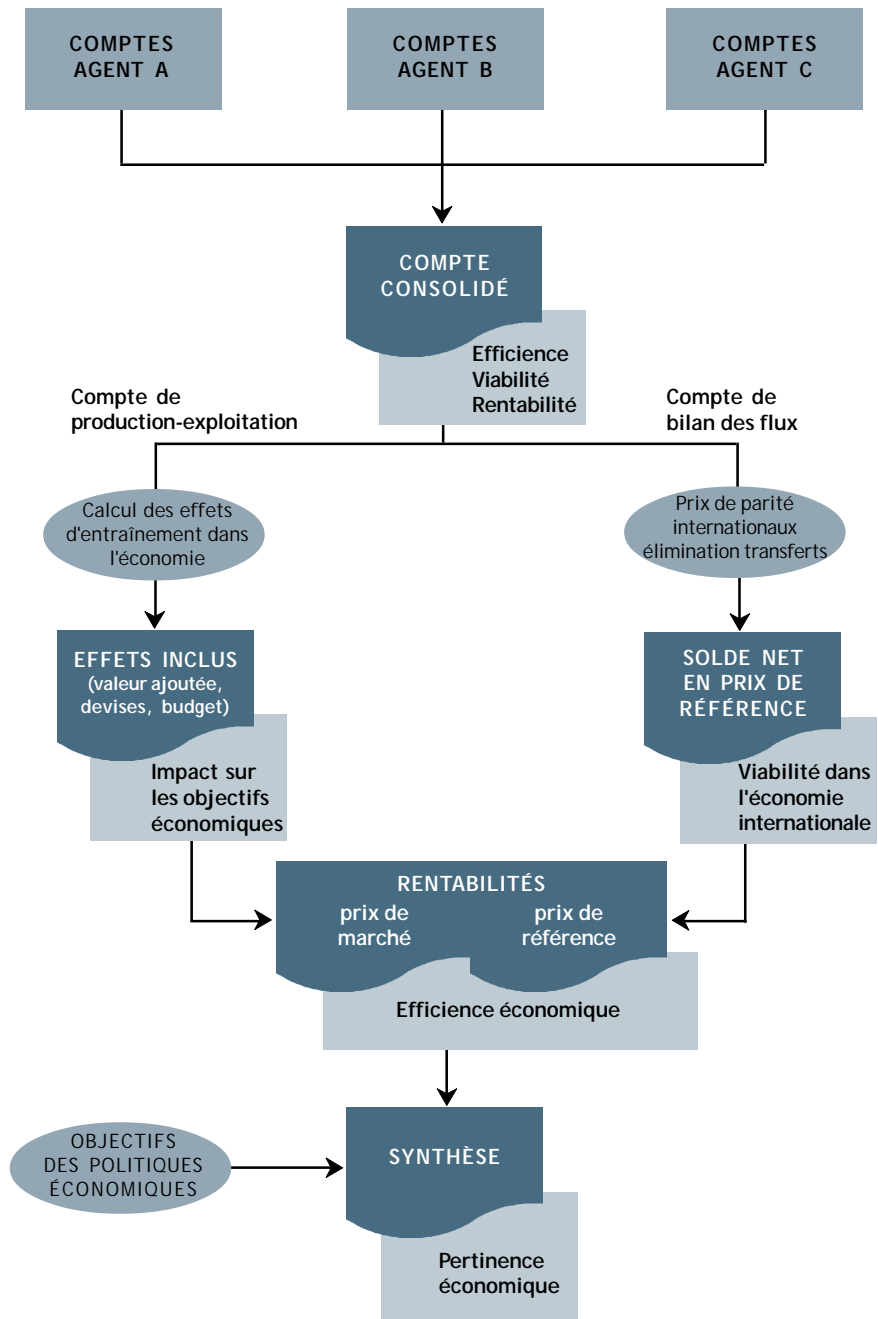 COMPTES
AGENT A
COMPTES
AGENT B
COMPTES
AGENT C
COMPTE
CONSOLIDÉ
Efficience
Viabilité
Rentabilité
Compte de
production-exploitation
Compte de
bilan des flux
Calcul des effets
d'entraînement dans
l'économie
Prix de parité
internationaux
élimination transferts
EFFETS INCLUS
(valeur ajoutée,
devises, budget)
SOLDE NET
EN PRIX DE
RÉFÉRENCE
Impact sur
les objectifs
économiques
Viabilité dans
l'économie
internationale
RENTABILITÉS
prix de
marché
prix de
référence
Efficience économique
OBJECTIFS
DES POLITIQUES
ÉCONOMIQUES
SYNTHÈSE
Pertinence
économique